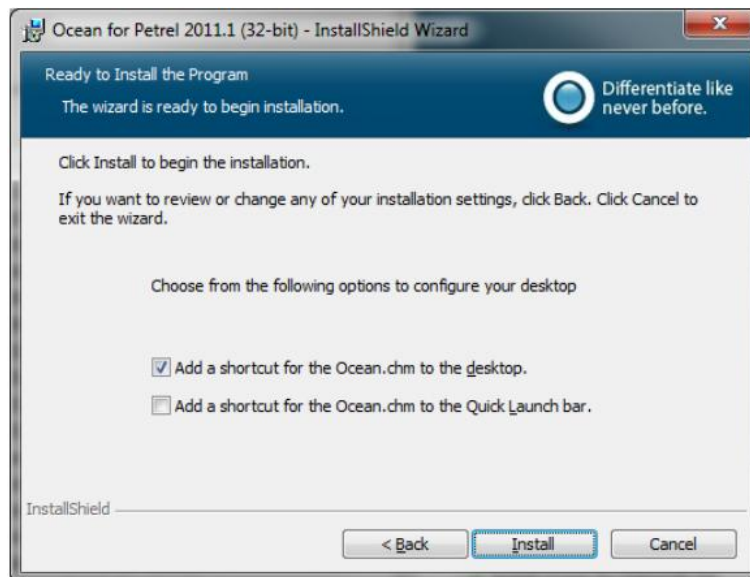 Ocean for Petrel 2011.1 (32-bit) - InstallShield Wizard
Ready to Install the Program
The wizard is ready to begin installation.
Differentiate like
never before.
Click Install to begin the installation.
If you want to review or change any of your installation settings, click Back. Click Cancel to
exit the wizard.
Choose from the following options to configure your desktop
Add a shortcut for the Ocean.chm to the desktop.
Add a shortcut for the Ocean.chm to the Quick Launch bar.
InstallShield
< Back
Install
Cancel